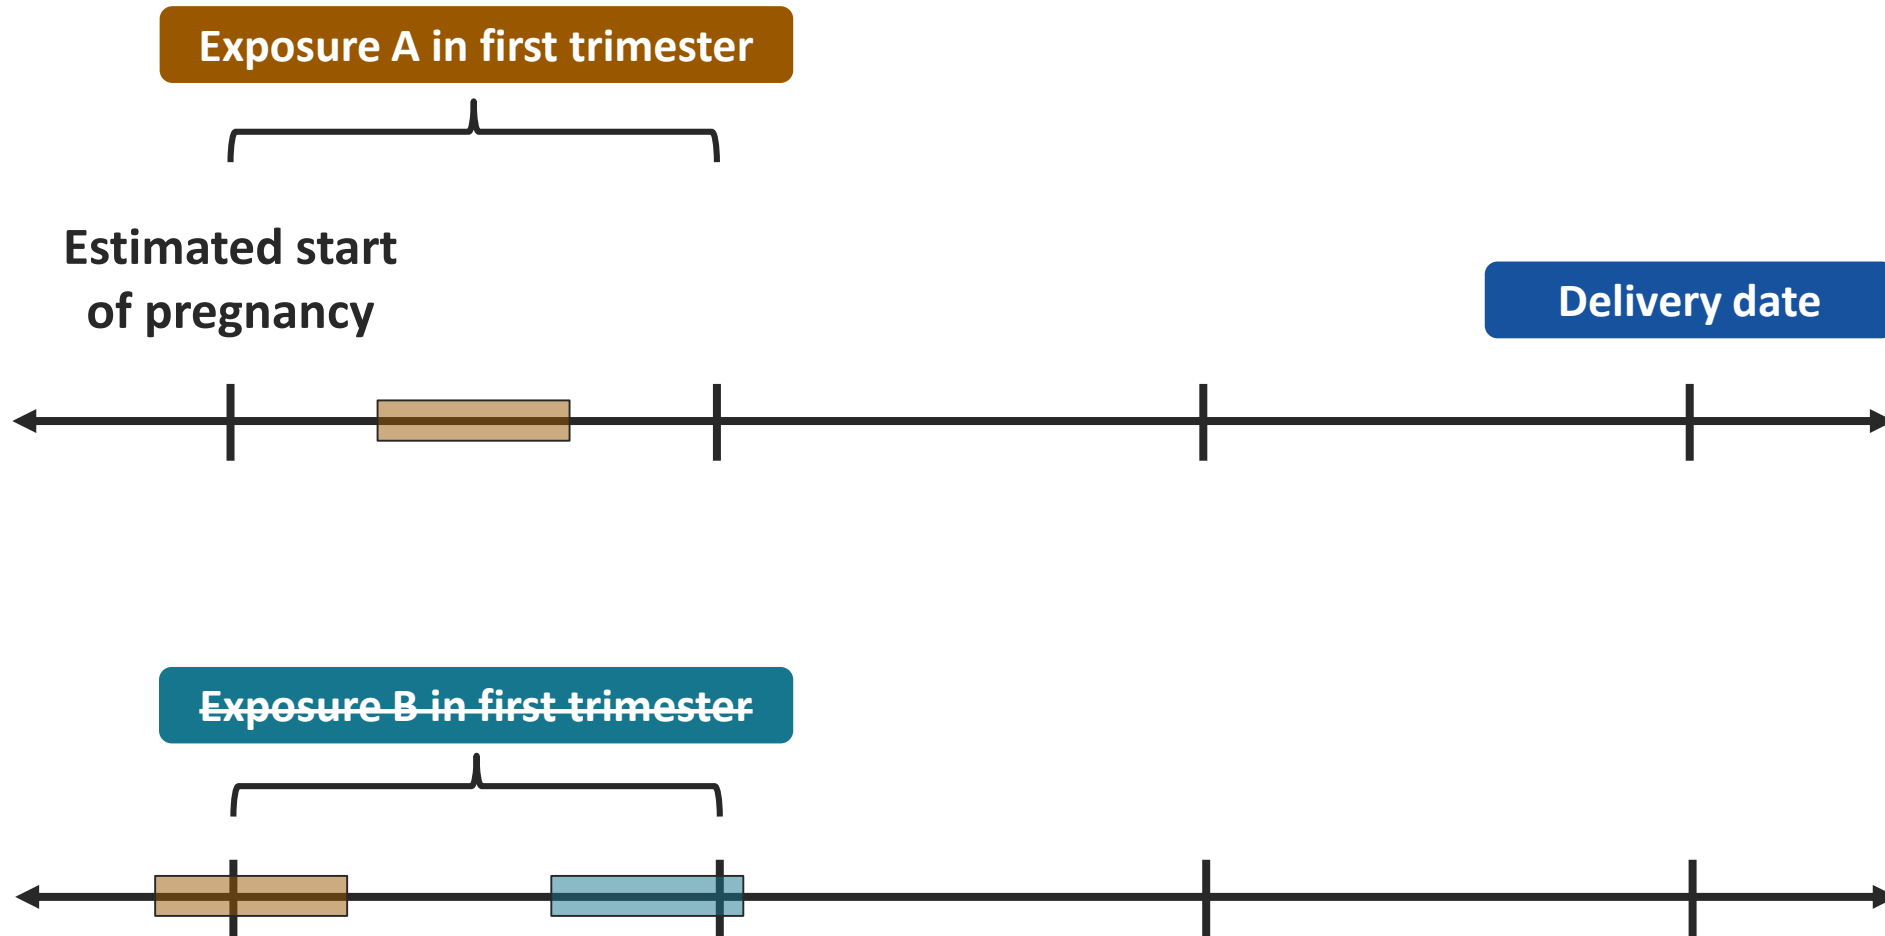 Exposure A in first trimester
Estimated start
of pregnancy
Delivery date
Exposure B in first trimester